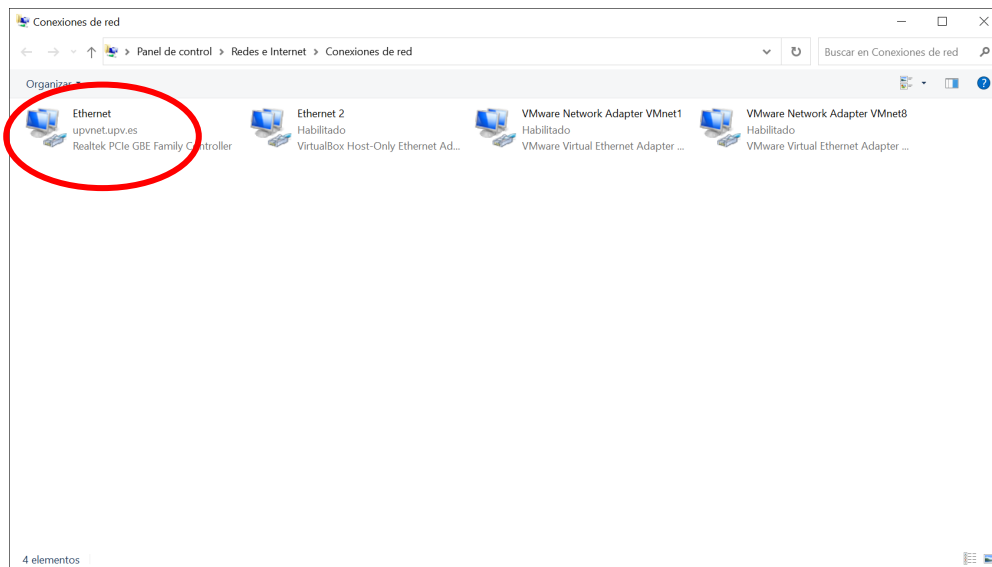 Conexiones de red
Panel de control > Redes e Internet > Conexiones de red
Buscar en Conexiones de red
Organizar
Ethernet
upvnet.upv.es
Realtek PCIe GBE Family Controller
Ethernet 2
Habilitado
VirtualBox Host-Only Ethernet Ad...
VMware Network Adapter VMnet1
Habilitado
VMware Virtual Ethernet Adapter ...
VMware Network Adapter VMnet8
Habilitado
VMware Virtual Ethernet Adapter ...
4 elementos